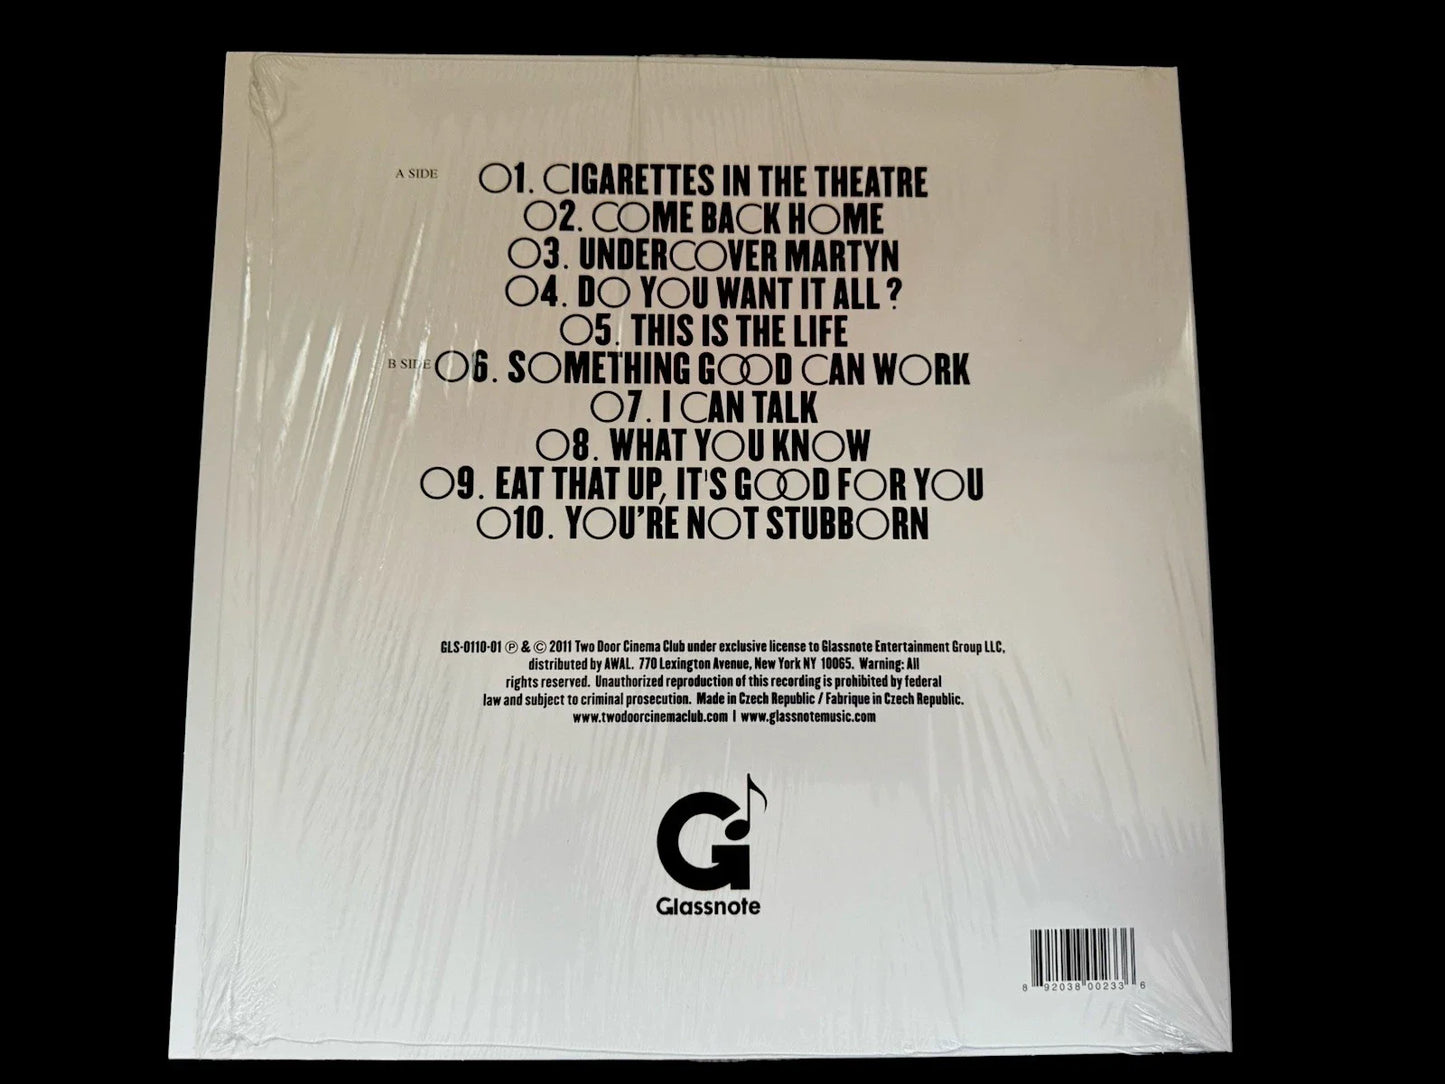 A SIDE
01. CIGARETTES IN THE THEATRE
02. COME BACK HOME
03. UNDERCOVER MARTYN
04. DO YOU WANT IT ALL ?
05. THIS IS THE LIFE
B SIDE
06. SOMETHING GOOD CAN WORK
07. I CAN TALK
08. WHAT YOU KNOW
09. EAT THAT UP, IT'S GOOD FOR YOU
010. YOU'RE NOT STUBBORN
GLS-0110-01 ℗ & © 2011 Two Door Cinema Club under exclusive license to Glassnote Entertainment Group LLC,
distributed by AWAL. 770 Lexington Avenue, New York NY 10065. Warning: All
rights reserved. Unauthorized reproduction of this recording is prohibited by federal
law and subject to criminal prosecution. Made in Czech Republic / Fabrique in Czech Republic.
www.twodoorcinemaclub.com | www.glassnotemusic.com
G
Glassnote
8 92038 00233 6